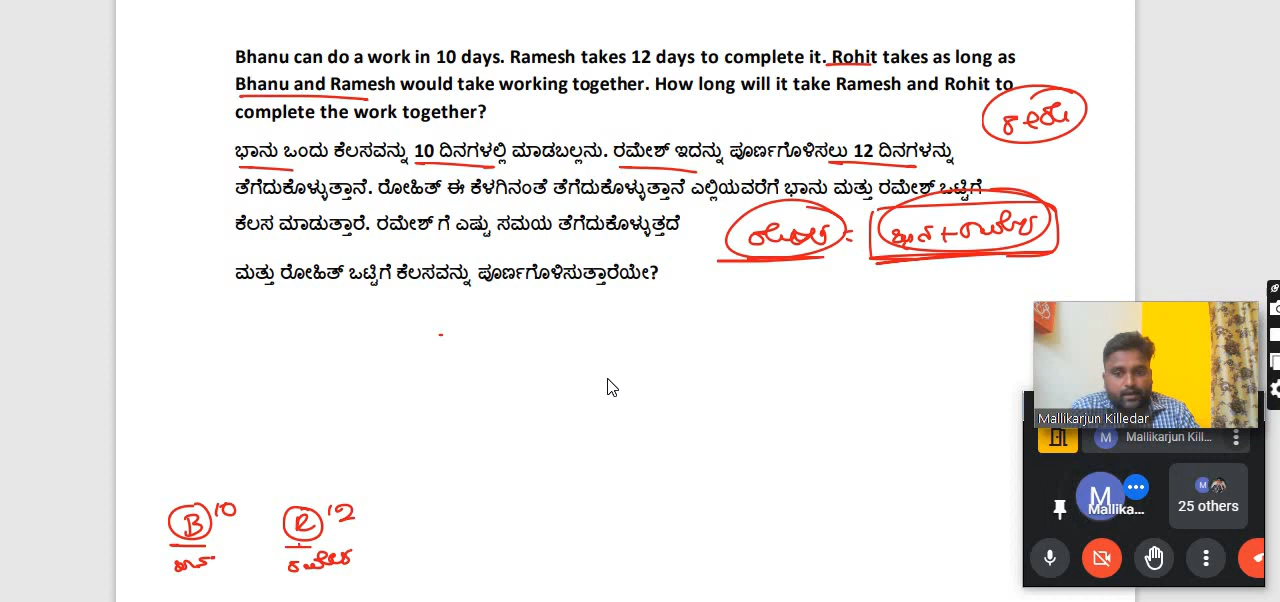 Bhanu can do a work in 10 days. Ramesh takes 12 days to complete it. Rohit takes as long as
Bhanu and Ramesh would take working together. How long will it take Ramesh and Rohit to
complete the work together?
ಭಾನು ಒಂದು ಕೆಲಸವನ್ನು 10 ದಿನಗಳಲ್ಲಿ ಮಾಡಬಲ್ಲನು. ರಮೇಶ್ ಇದನ್ನು ಪೂರ್ಣಗೊಳಿಸಲು 12 ದಿನಗಳನ್ನು
ತೆಗೆದುಕೊಳ್ಳುತ್ತಾನೆ. ರೋಹಿತ್ ಈ ಕೆಳಗಿನಂತೆ ತೆಗೆದುಕೊಳ್ಳುತ್ತಾನೆ ಎಲ್ಲಿಯವರೆಗೆ ಭಾನು ಮತ್ತು ರಮೇಶ್ ಒಟ್ಟಿಗೆ
ಕೆಲಸ ಮಾಡುತ್ತಾರೆ. ರಮೇಶ್ ಗೆ ಎಷ್ಟು ಸಮಯ ತೆಗೆದುಕೊಳ್ಳುತ್ತದೆ
ಮತ್ತು ರೋಹಿತ್ ಒಟ್ಟಿಗೆ ಕೆಲಸವನ್ನು ಪೂರ್ಣಗೊಳಿಸುತ್ತಾರೆಯೇ?
Mallikarjun Killedar
M Mallikarjun Kill...
M
Mallika...
M
25 others
B 10 R 12